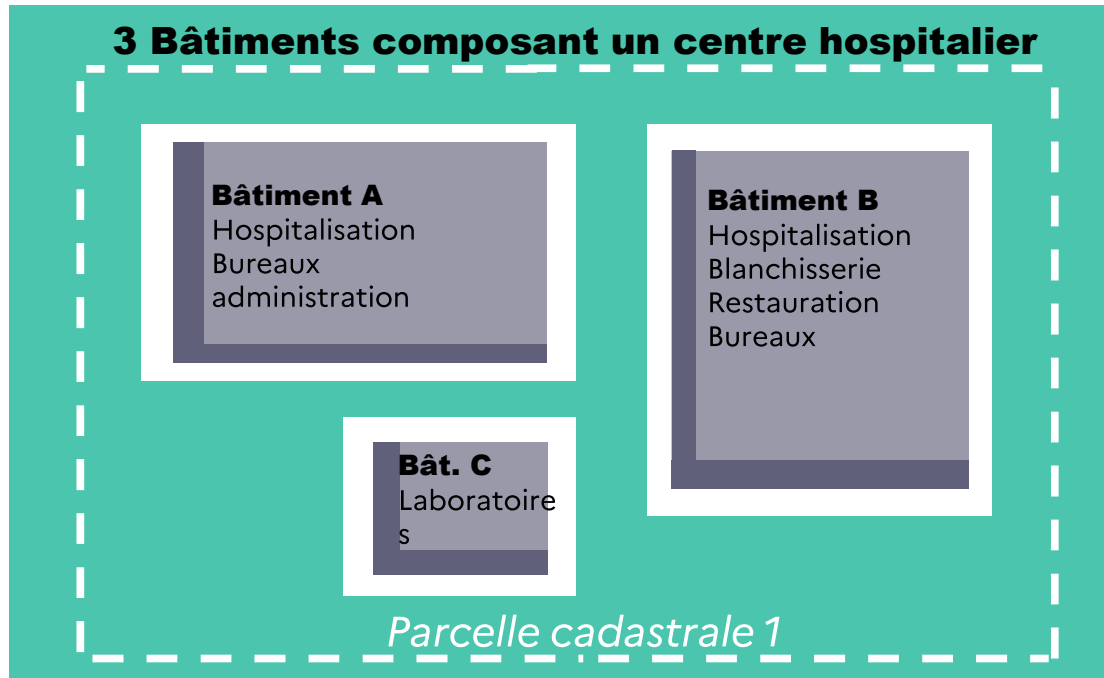 3 Bâtiments composant un centre hospitalier
Bâtiment A
Hospitalisation
Bureaux
administration
Bâtiment B
Hospitalisation
Blanchisserie
Restauration
Bureaux
Bât. C
Laboratoire
s
Parcelle cadastrale 1